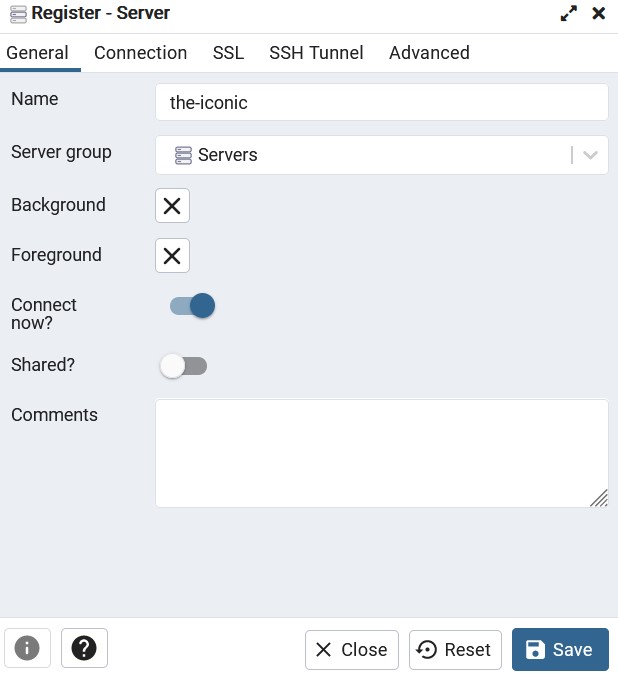 Register - Server
General Connection SSL SSH Tunnel Advanced
Name the-iconic
Server group Servers
Background
Foreground
Connect
now?
Shared?
Comments
Close Reset Save